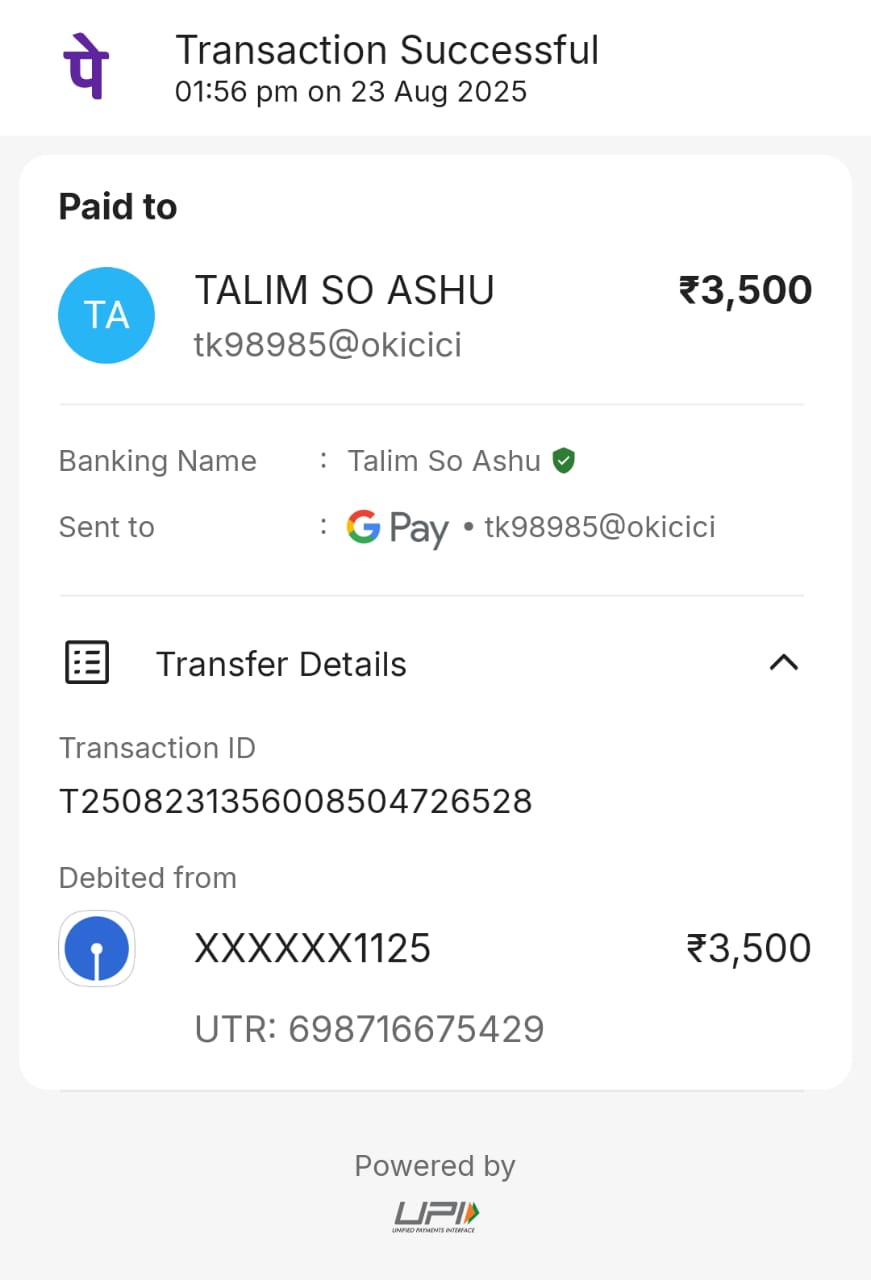 पे
Transaction Successful
01:56 pm on 23 Aug 2025
Paid to
TA
TALIM SO ASHU
₹3,500
tk98985@okicici
Banking Name : Talim So Ashu
Sent to : G Pay • tk98985@okicici
Transfer Details
Transaction ID
T2508231356008504726528
Debited from
XXXXXX1125
₹3,500
UTR: 698716675429
Powered by
UPI
UNIFIED PAYMENTS INTERFACE